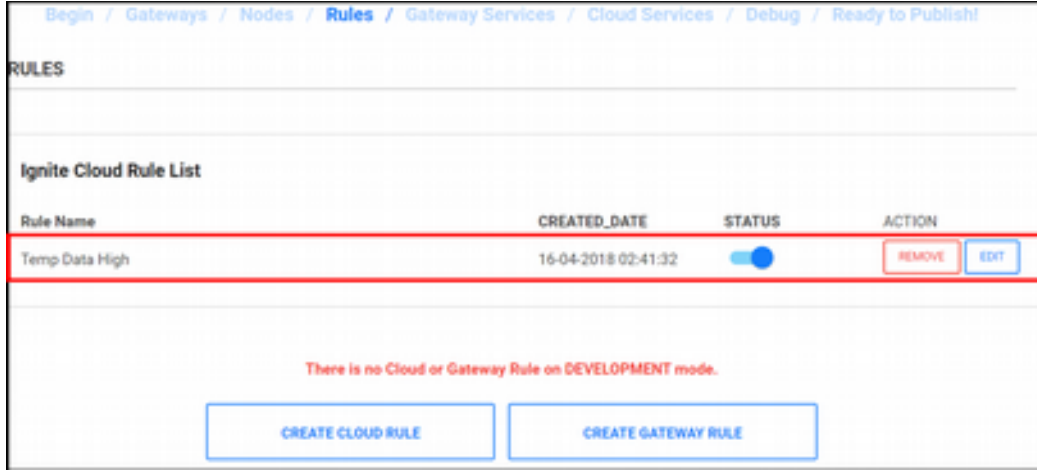 Begin / Gateways / Nodes / Rules / Gateway Services / Cloud Services / Debug / Ready to Publish!
RULES
Ignite Cloud Rule List
Rule Name CREATED_DATE STATUS ACTION
Temp Data High 16-04-2018 02:41:32 REMOVE EDIT
There is no Cloud or Gateway Rule on DEVELOPMENT mode.
CREATE CLOUD RULE CREATE GATEWAY RULE